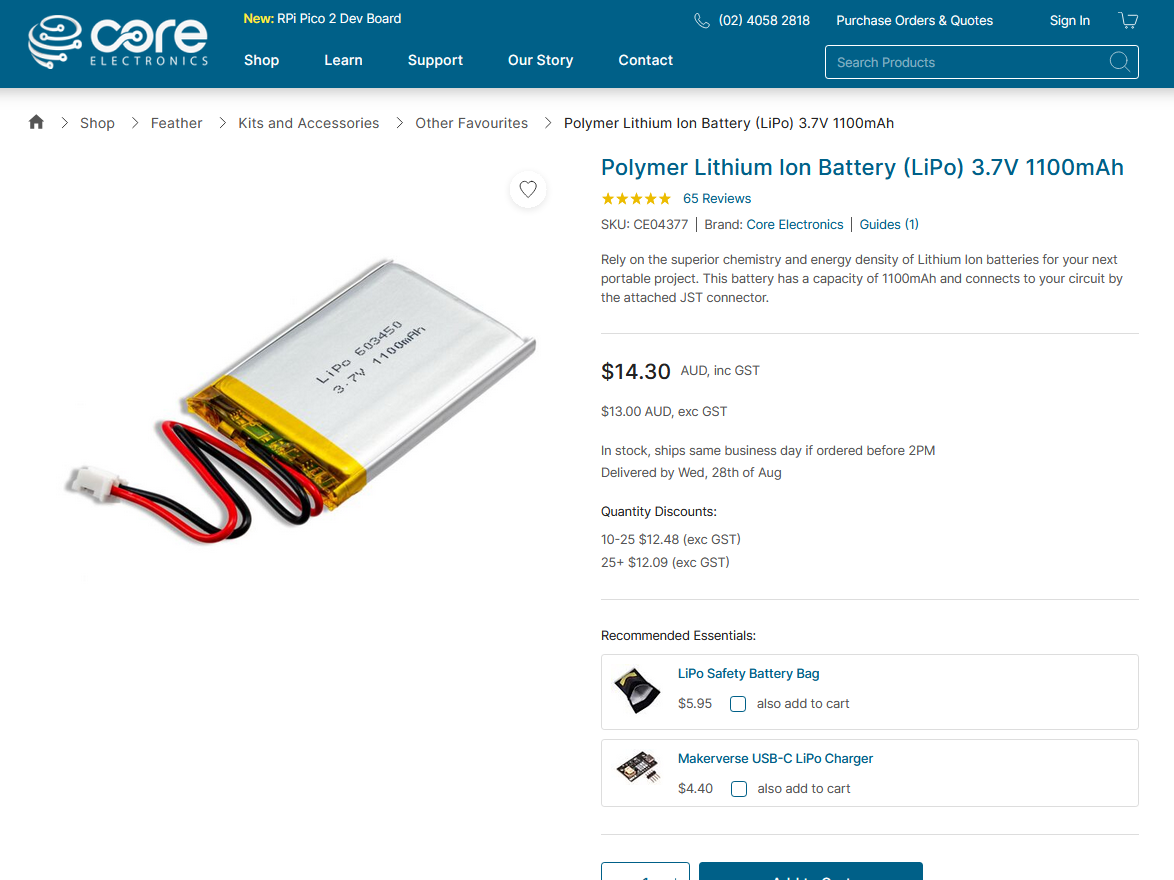 core
ELECTRONICS
New: RPi Pico 2 Dev Board
(02) 4058 2818
Purchase Orders & Quotes
Sign In
Shop
Learn
Support
Our Story
Contact
Search Products
Shop
Feather
Kits and Accessories
Other Favourites
Polymer Lithium Ion Battery (LiPo) 3.7V 1100mAh
LiPo 603450
3.7V 1100mAh
Polymer Lithium Ion Battery (LiPo) 3.7V 1100mAh
65 Reviews
SKU: CE04377 | Brand: Core Electronics | Guides (1)
Rely on the superior chemistry and energy density of Lithium Ion batteries for your next
portable project. This battery has a capacity of 1100mAh and connects to your circuit by
the attached JST connector.
$14.30 AUD, inc GST
$13.00 AUD, exc GST
In stock, ships same business day if ordered before 2PM
Delivered by Wed, 28th of Aug
Quantity Discounts:
10-25 $12.48 (exc GST)
25+ $12.09 (exc GST)
Recommended Essentials:
LiPo Safety Battery Bag
$5.95
also add to cart
Makerverse USB-C LiPo Charger
$4.40
also add to cart